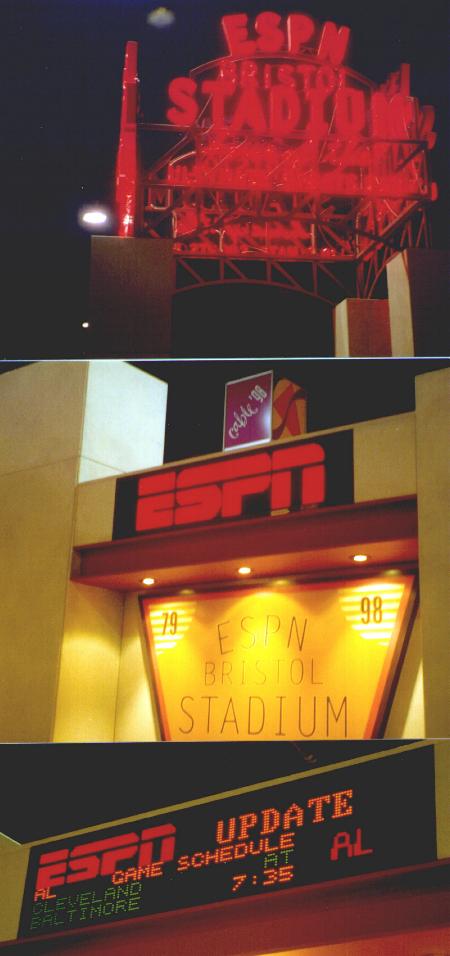 ESPN
BRISTOL
STADIUM
cable '98
ESPN
79 98
ESPN
BRISTOL
STADIUM
ESPN UPDATE
AL GAME SCHEDULE AL
CLEVELAND AT
BALTIMORE 7:35